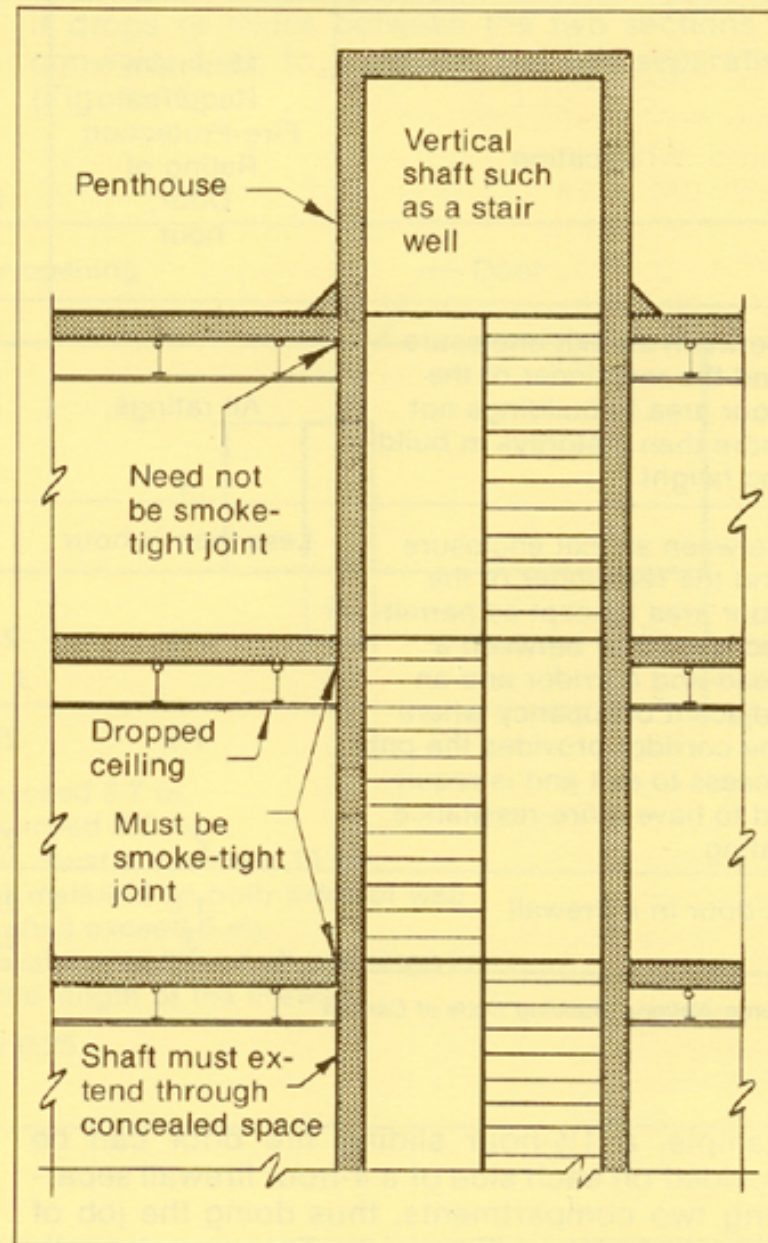 Vertical
shaft such
as a stair
well
Penthouse
Need not
be smoke-
tight joint
Dropped
ceiling
Must be
smoke-tight
joint
Shaft must ex-
tend through
concealed space